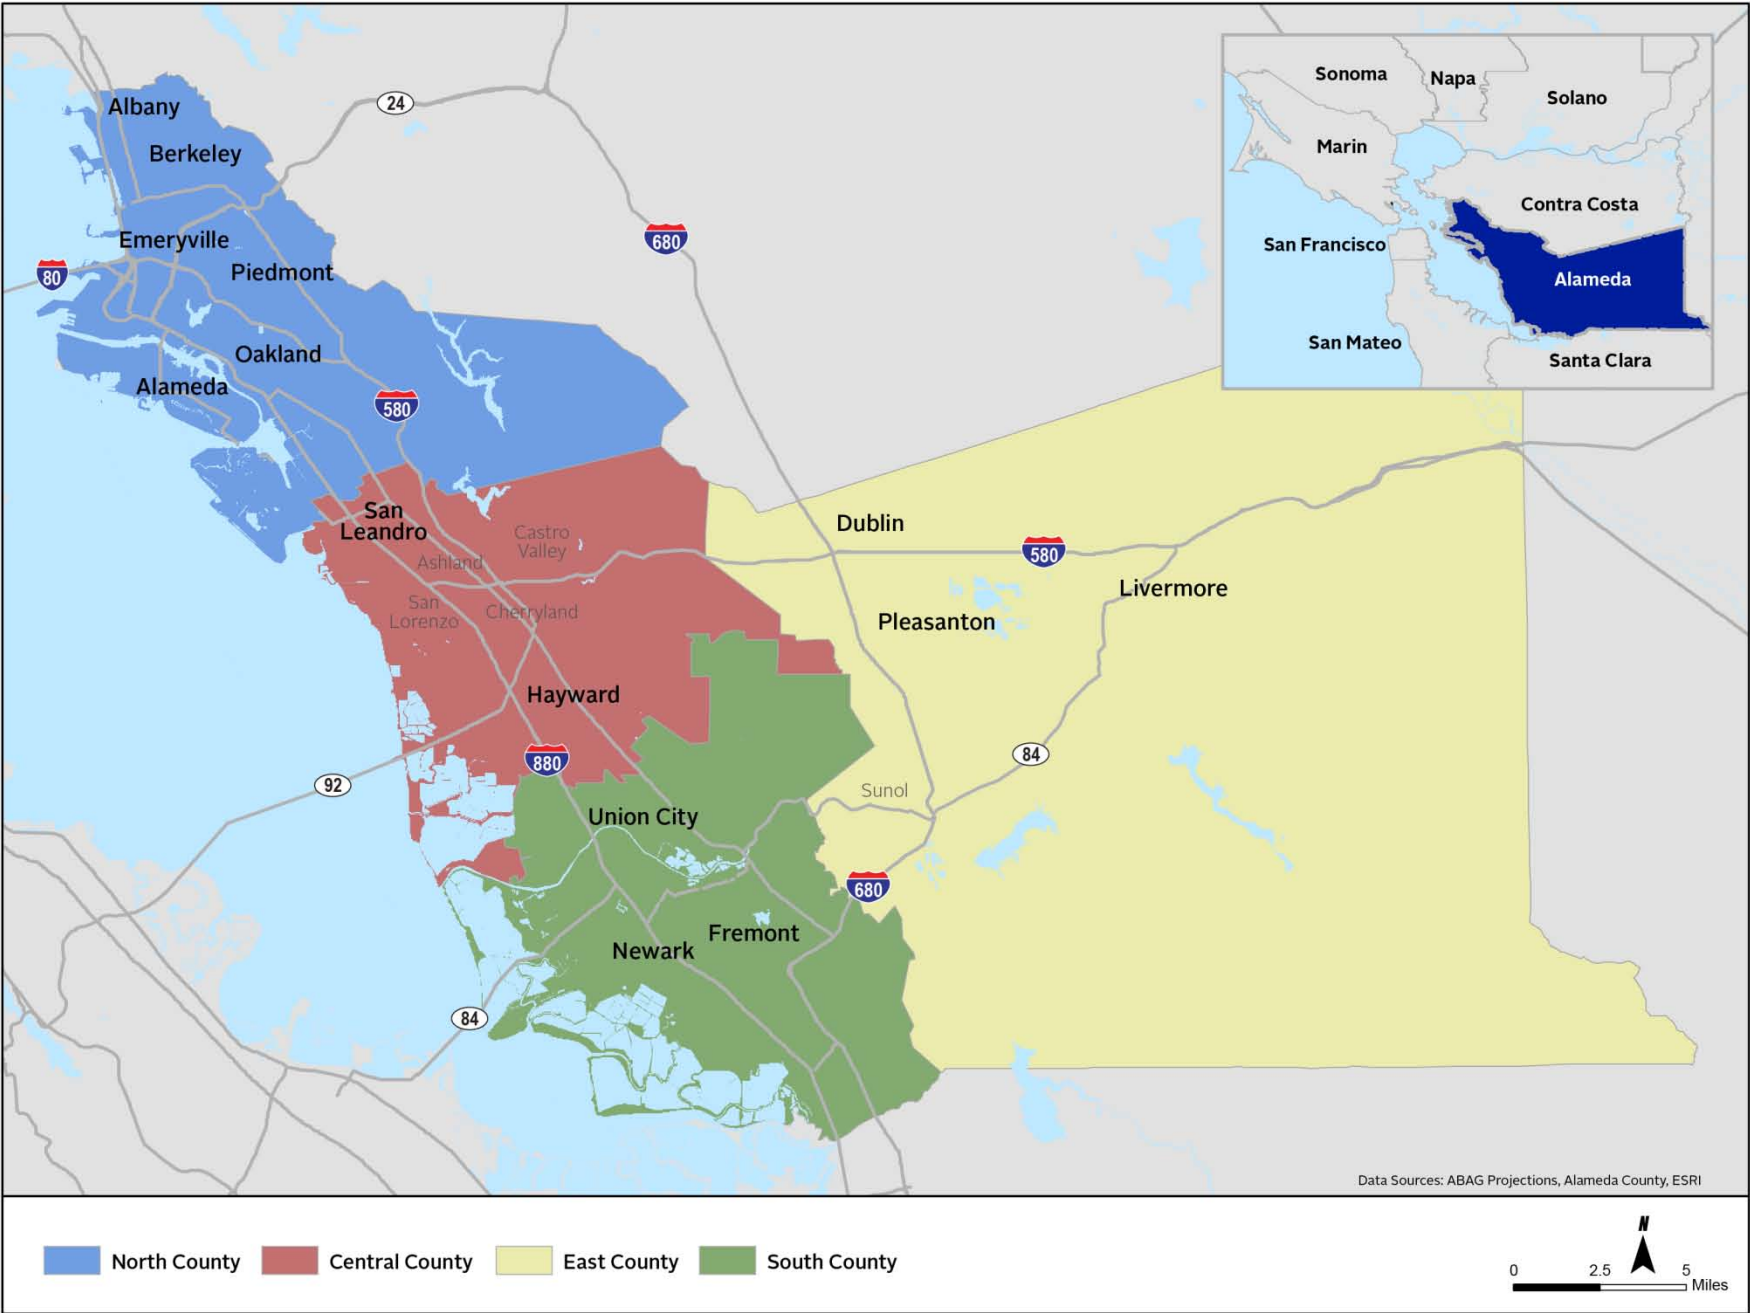 Albany
Berkeley
Emeryville
Piedmont
Oakland
Alameda
24
80
680
580
Sonoma
Napa
Solano
Marin
Contra Costa
San Francisco
Alameda
San Mateo
Santa Clara
San
Leandro
Castro
Valley
Ashland
San
Lorenzo
Cherryland
Hayward
Dublin
580
Livermore
Pleasanton
880
92
84
Sunol
Union City
680
Fremont
Newark
84
Data Sources: ABAG Projections, Alameda County, ESRI
North County
Central County
East County
South County
N
0 2.5 5
Miles